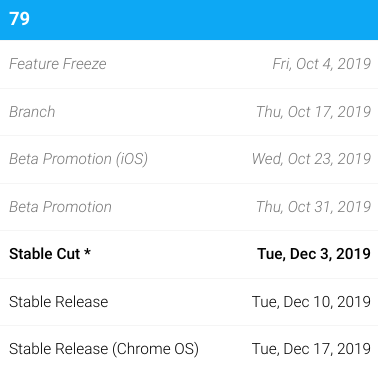 79
Feature Freeze Fri, Oct 4, 2019
Branch Thu, Oct 17, 2019
Beta Promotion (iOS) Wed, Oct 23, 2019
Beta Promotion Thu, Oct 31, 2019
Stable Cut * Tue, Dec 3, 2019
Stable Release Tue, Dec 10, 2019
Stable Release (Chrome OS) Tue, Dec 17, 2019